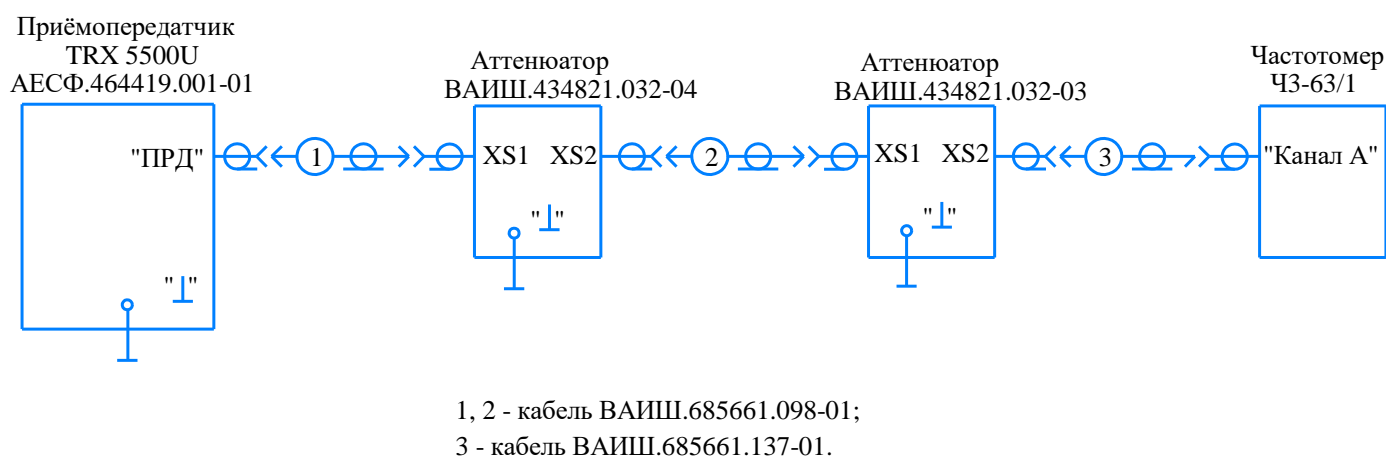 Приёмопередатчик
TRX 5500U
АЕСФ.464419.001-01
"ПРД"
"⊥"
1
Аттенюатор
ВАИШ.434821.032-04
XS1 XS2
"⊥"
2
Аттенюатор
ВАИШ.434821.032-03
XS1 XS2
"⊥"
3
Частотомер
Ч3-63/1
"Канал А"
1, 2 - кабель ВАИШ.685661.098-01;
3 - кабель ВАИШ.685661.137-01.